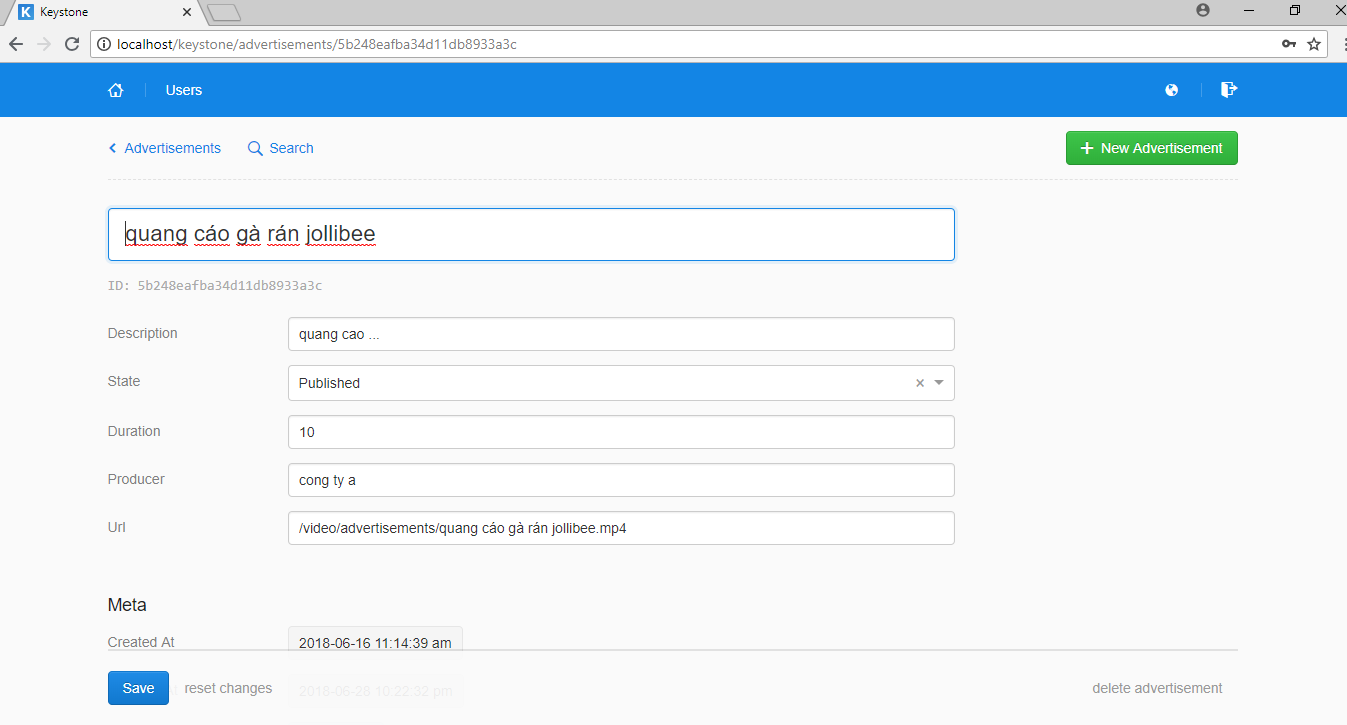 Keystone
localhost/keystone/advertisements/5b248eafba34d11db8933a3c
Users
Advertisements Search
+ New Advertisement
quang cáo gà rán jollibee
ID: 5b248eafba34d11db8933a3c
Description quang cao ...
State Published
Duration 10
Producer cong ty a
Url /video/advertisements/quang cáo gà rán jollibee.mp4
Meta
Created At 2018-06-16 11:14:39 am
Save reset changes 2018-06-28 10:22:32 pm delete advertisement